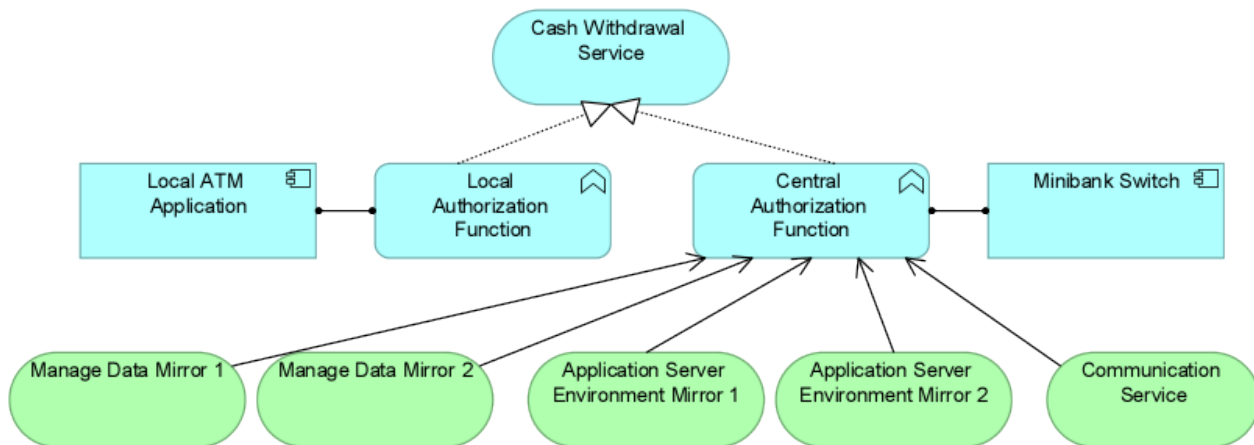 Cash Withdrawal
Service
Local ATM
Application
Local
Authorization
Function
Central
Authorization
Function
Minibank Switch
Manage Data Mirror 1
Manage Data Mirror 2
Application Server
Environment Mirror 1
Application Server
Environment Mirror 2
Communication
Service